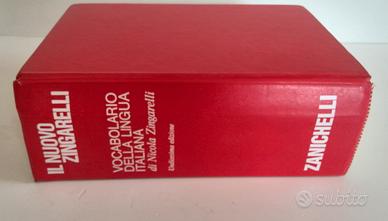 IL NUOVO
ZINGARELLI
VOCABOLARIO
DELLA LINGUA
ITALIANA
di Nicola Zingarelli
Undicesima edizione
ZANICHELLI
subito